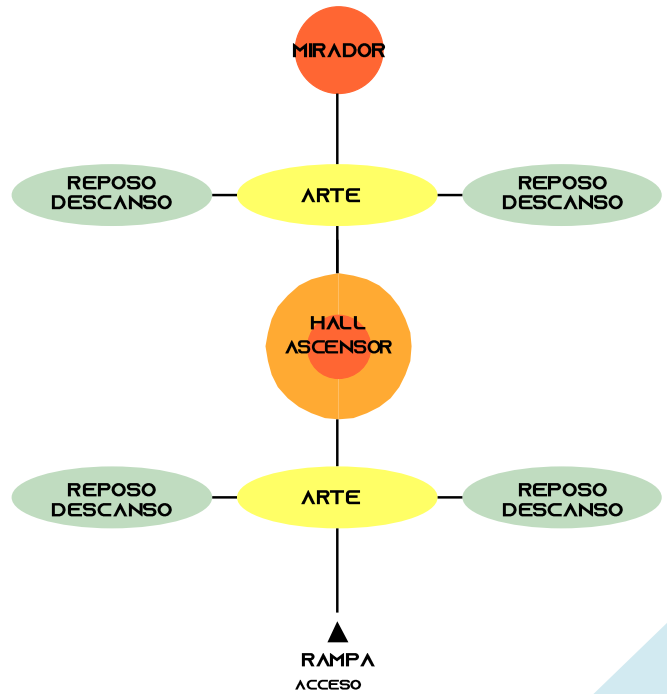 MIRADOR
REPOSO
DESCANSO
ARTE
REPOSO
DESCANSO
HALL
ASCENSOR
REPOSO
DESCANSO
ARTE
REPOSO
DESCANSO
RAMPA
ACCESO